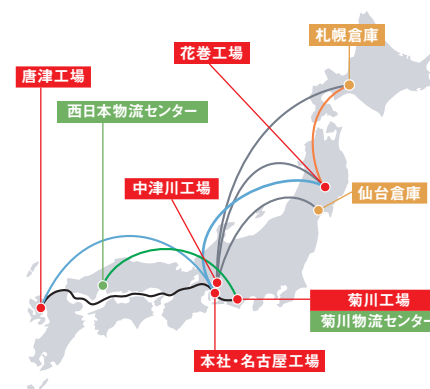 札幌倉庫
花巻工場
唐津工場
西日本物流センター
中津川工場
仙台倉庫
菊川工場
菊川物流センター
本社・名古屋工場